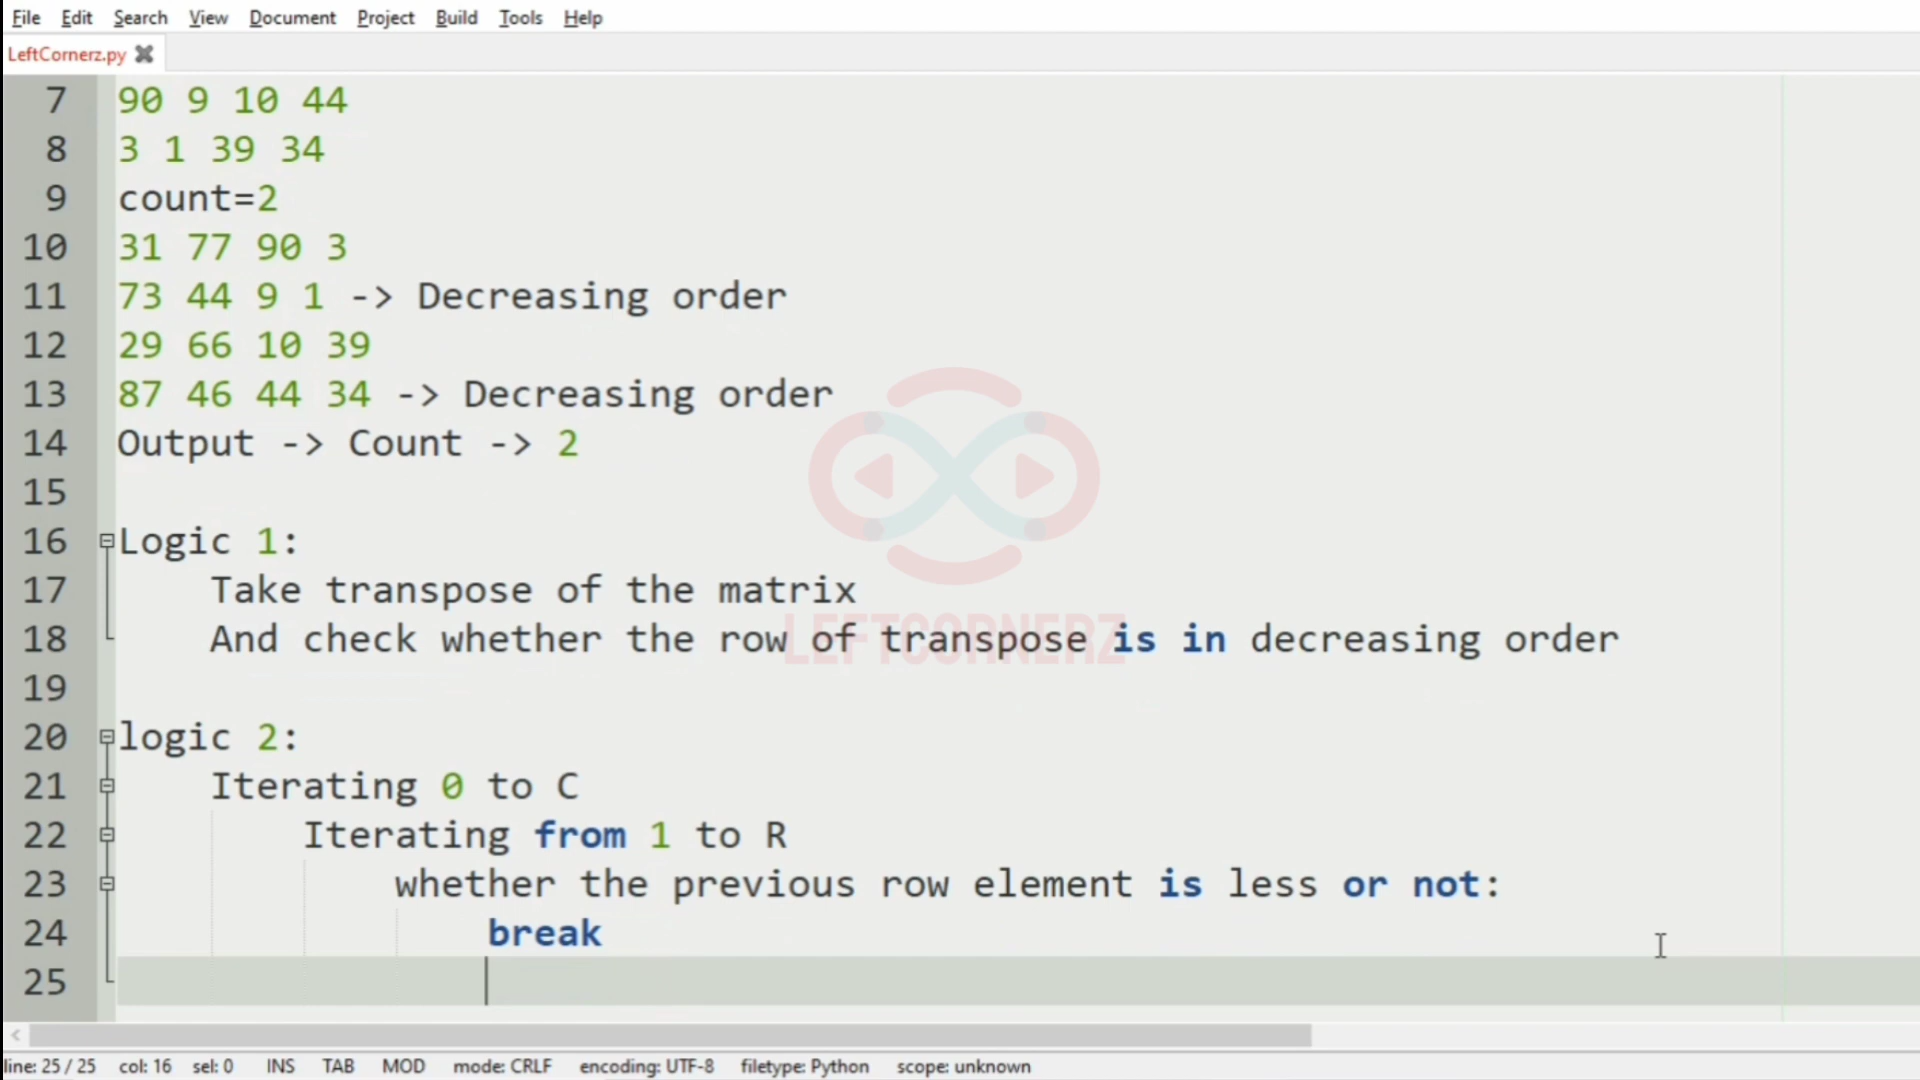 File Edit Search View Document Project Build Tools Help
LeftCornerz.py
7 90 9 10 44
8 3 1 39 34
9 count=2
10 31 77 90 3
11 73 44 9 1 -> Decreasing order
12 29 66 10 39
13 87 46 44 34 -> Decreasing order
14 Output -> Count -> 2
15
16 Logic 1:
17 Take transpose of the matrix
18 And check whether the row of transpose is in decreasing order
LEFTCORNERZ
19
20 logic 2:
21 Iterating 0 to C
22 Iterating from 1 to R
23 whether the previous row element is less or not:
24 break
25
line: 25 / 25 col: 16 sel: 0 INS TAB MOD mode: CRLF encoding: UTF-8 filetype: Python scope: unknown